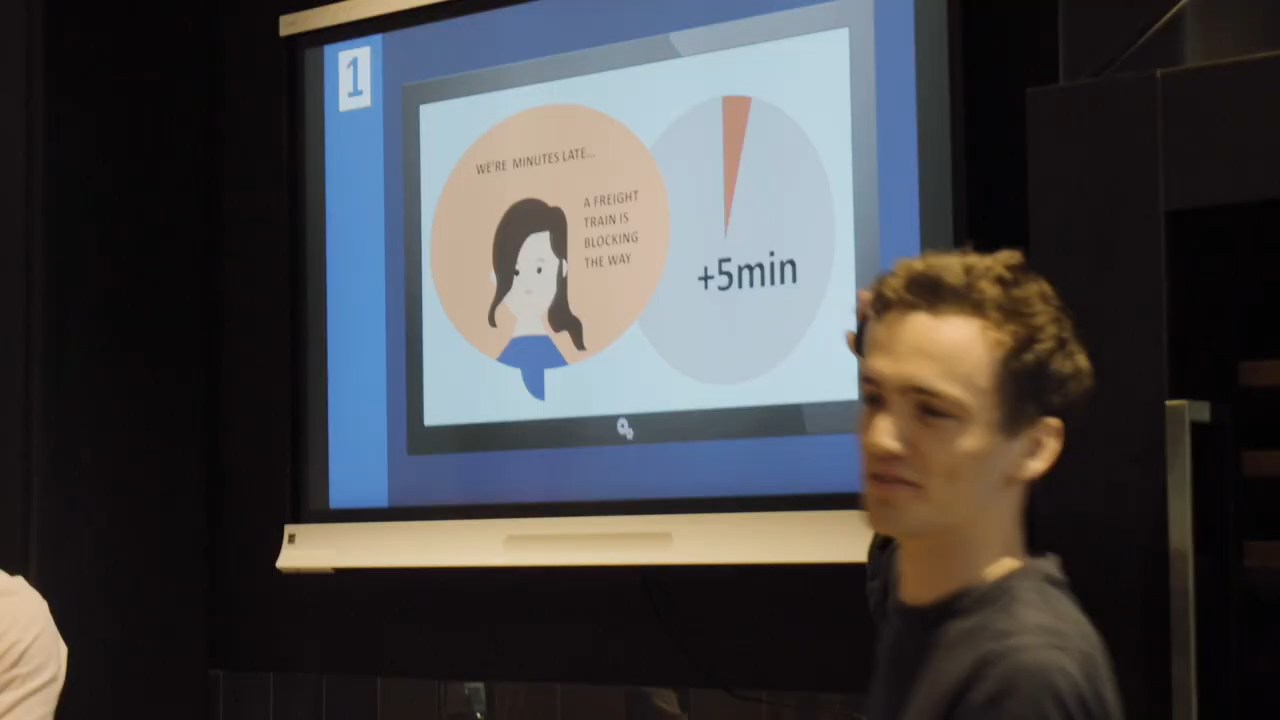 1
WE'RE MINUTES LATE...
A FREIGHT
TRAIN IS
BLOCKING
THE WAY
+5min